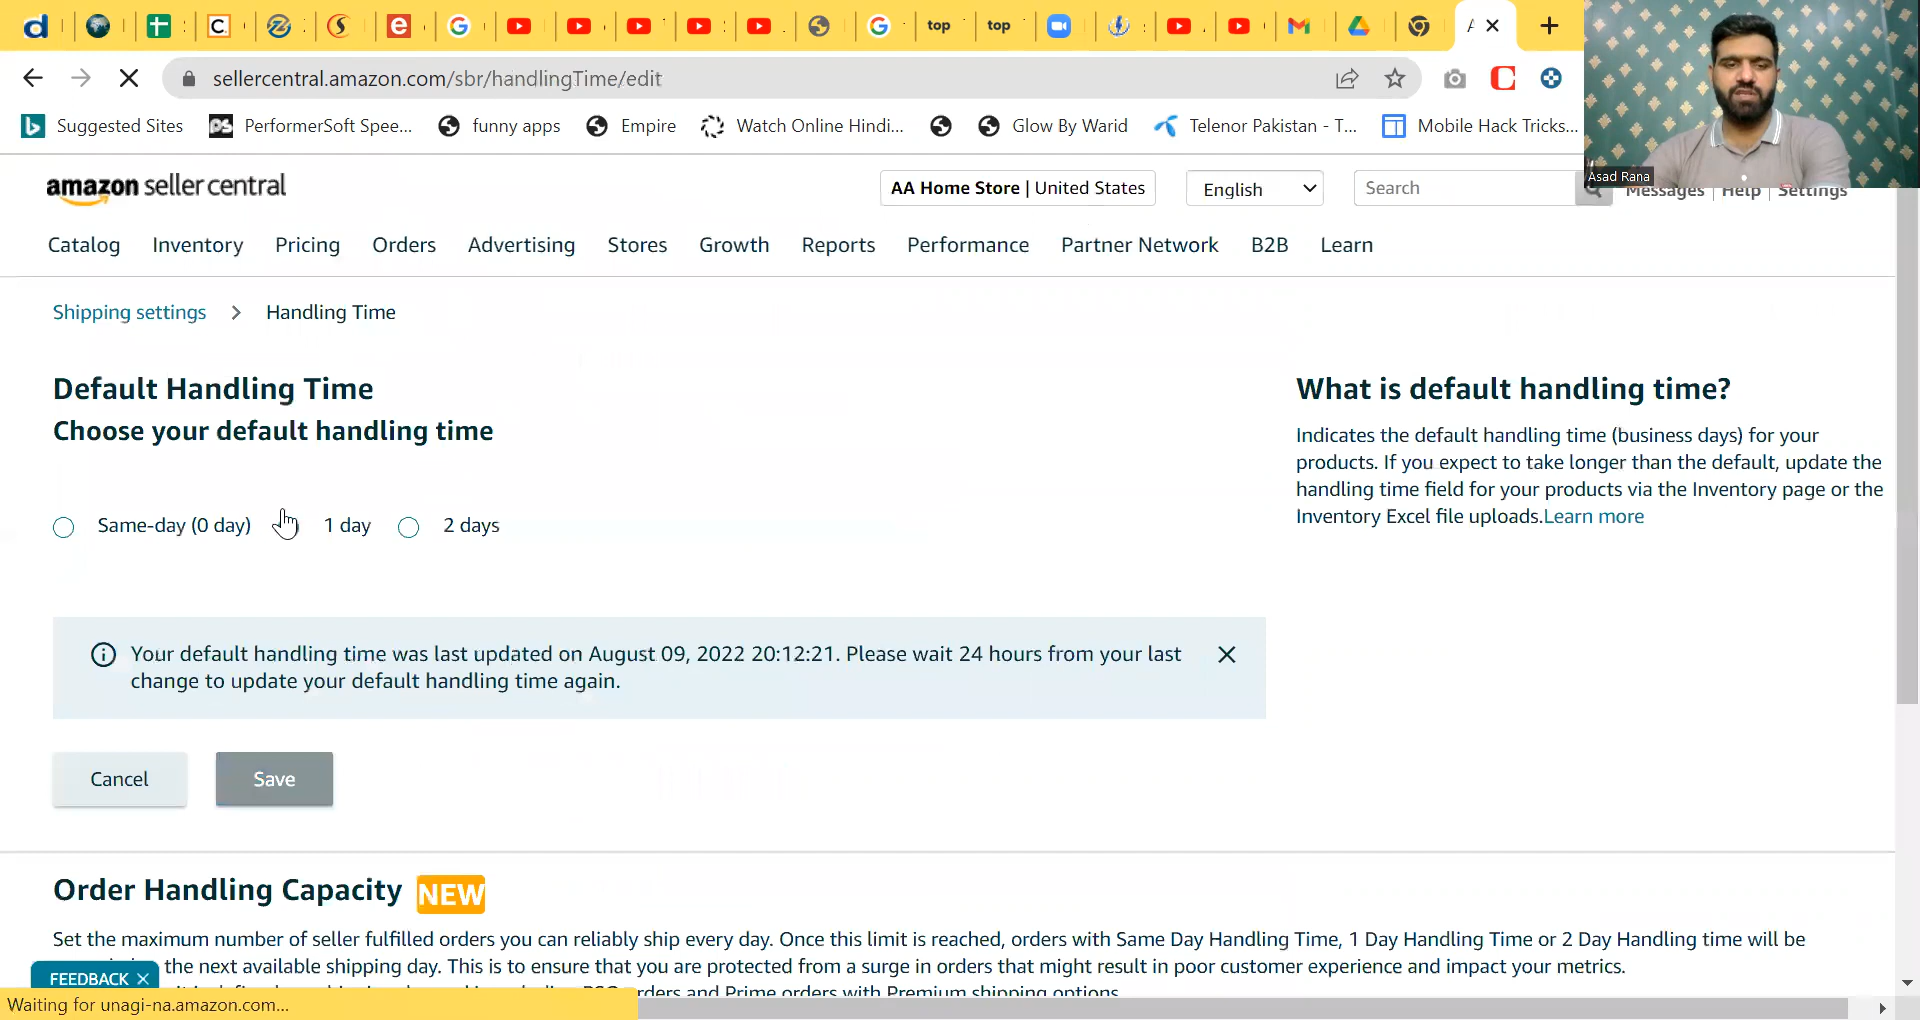 top
top
sellercentral.amazon.com/sbr/handlingTime/edit
Suggested Sites
PerformerSoft Spee...
funny apps
Empire
Watch Online Hindi...
Glow By Warid
Telenor Pakistan - T...
Mobile Hack Tricks...
Asad Rana
amazon seller central
AA Home Store | United States
English
Search
Messages
Help
Settings
Catalog
Inventory
Pricing
Orders
Advertising
Stores
Growth
Reports
Performance
Partner Network
B2B
Learn
Shipping settings
Handling Time
Default Handling Time
Choose your default handling time
Same-day (0 day)
1 day
2 days
What is default handling time?
Indicates the default handling time (business days) for your
products. If you expect to take longer than the default, update the
handling time field for your products via the Inventory page or the
Inventory Excel file uploads.Learn more
Your default handling time was last updated on August 09, 2022 20:12:21. Please wait 24 hours from your last
change to update your default handling time again.
Cancel
Save
Order Handling Capacity NEW
Set the maximum number of seller fulfilled orders you can reliably ship every day. Once this limit is reached, orders with Same Day Handling Time, 1 Day Handling Time or 2 Day Handling time will be
the next available shipping day. This is to ensure that you are protected from a surge in orders that might result in poor customer experience and impact your metrics.
orders and Prime orders with Premium shipping options.
FEEDBACK
Waiting for unagi-na.amazon.com...